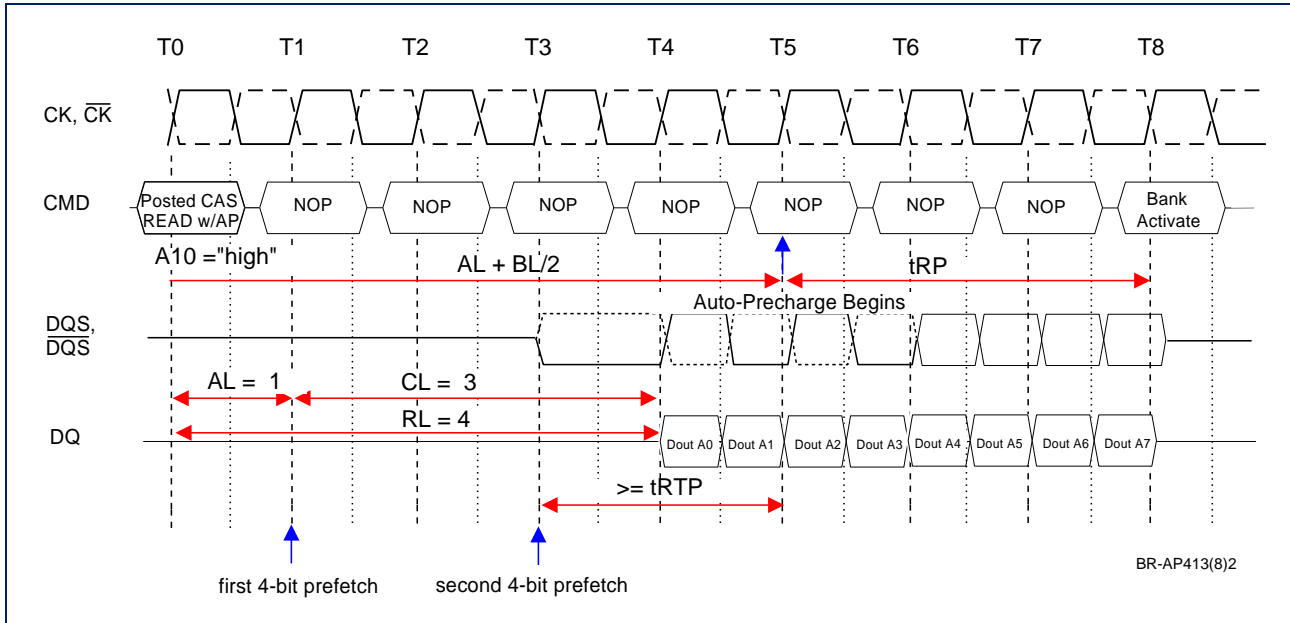 T0 T1 T2 T3 T4 T5 T6 T7 T8
CK, CK
CMD
Posted CAS
READ w/AP
NOP NOP NOP NOP NOP NOP NOP
Bank
Activate
A10 ="high"
AL + BL/2
tRP
Auto-Precharge Begins
DQS,
DQS
AL = 1
CL = 3
RL = 4
DQ
Dout A0 Dout A1 Dout A2 Dout A3 Dout A4 Dout A5 Dout A6 Dout A7
>= tRTP
first 4-bit prefetch
second 4-bit prefetch
BR-AP413(8)2